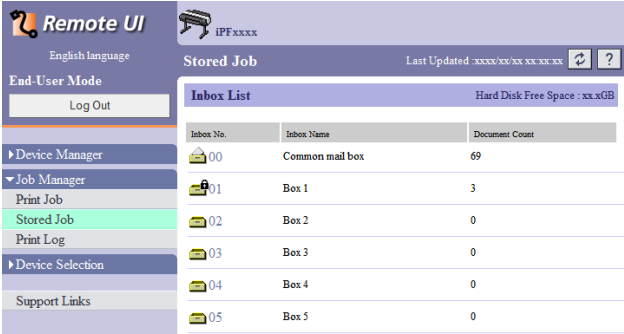 Remote UI
English language
End-User Mode
Log Out
Device Manager
Job Manager
Print Job
Stored Job
Print Log
Device Selection
Support Links
iPFxxxx
Stored Job
Last Updated :xxxx/xx/xx xx:xx:xx ?
Inbox List
Hard Disk Free Space : xx.xGB
Inbox No. Inbox Name Document Count
00 Common mail box 69
01 Box 1 3
02 Box 2 0
03 Box 3 0
04 Box 4 0
05 Box 5 0